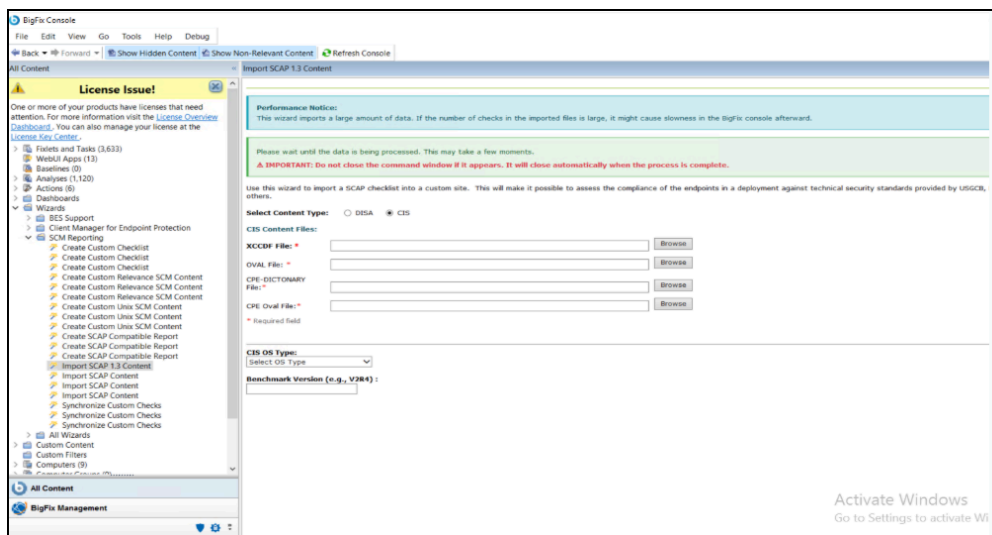 BigFix Console
File Edit View Go Tools Help Debug
Back Forward Show Hidden Content Show Non-Relevant Content Refresh Console
All Content
Import SCAP 1.3 Content
License Issue!
One or more of your products have licenses that need
attention. For more information visit the License Overview
Dashboard. You can also manage your license at the
License Key Center.
Fixlets and Tasks (3,633)
WebUI Apps (13)
Baselines (0)
Analyses (1,120)
Actions (6)
Dashboards
Wizards
BES Support
Client Manager for Endpoint Protection
SCM Reporting
Create Custom Checklist
Create Custom Checklist
Create Custom Checklist
Create Custom Relevance SCM Content
Create Custom Relevance SCM Content
Create Custom Relevance SCM Content
Create Custom Unix SCM Content
Create Custom Unix SCM Content
Create Custom Unix SCM Content
Create SCAP Compatible Report
Create SCAP Compatible Report
Create SCAP Compatible Report
Import SCAP 1.3 Content
Import SCAP Content
Import SCAP Content
Import SCAP Content
Synchronize Custom Checks
Synchronize Custom Checks
Synchronize Custom Checks
All Wizards
Custom Content
Custom Filters
Computers (9)
All Content
BigFix Management
Performance Notice:
This wizard imports a large amount of data. If the number of checks in the imported files is large, it might cause slowness in the BigFix console afterward.
Please wait until the data is being processed. This may take a few moments.
⚠ IMPORTANT: Do not close the command window if it appears. It will close automatically when the process is complete.
Use this wizard to import a SCAP checklist into a custom site. This will make it possible to assess the compliance of the endpoints in a deployment against technical security standards provided by USGCB,
others.
Select Content Type: DISA CIS
CIS Content Files:
XCCDF File: * Browse
OVAL File: * Browse
CPE-DICTONARY
File:* Browse
CPE Oval File:* Browse
* Required field
CIS OS Type:
Select OS Type
Benchmark Version (e.g., V2R4) :
Activate Windows
Go to Settings to activate Wi